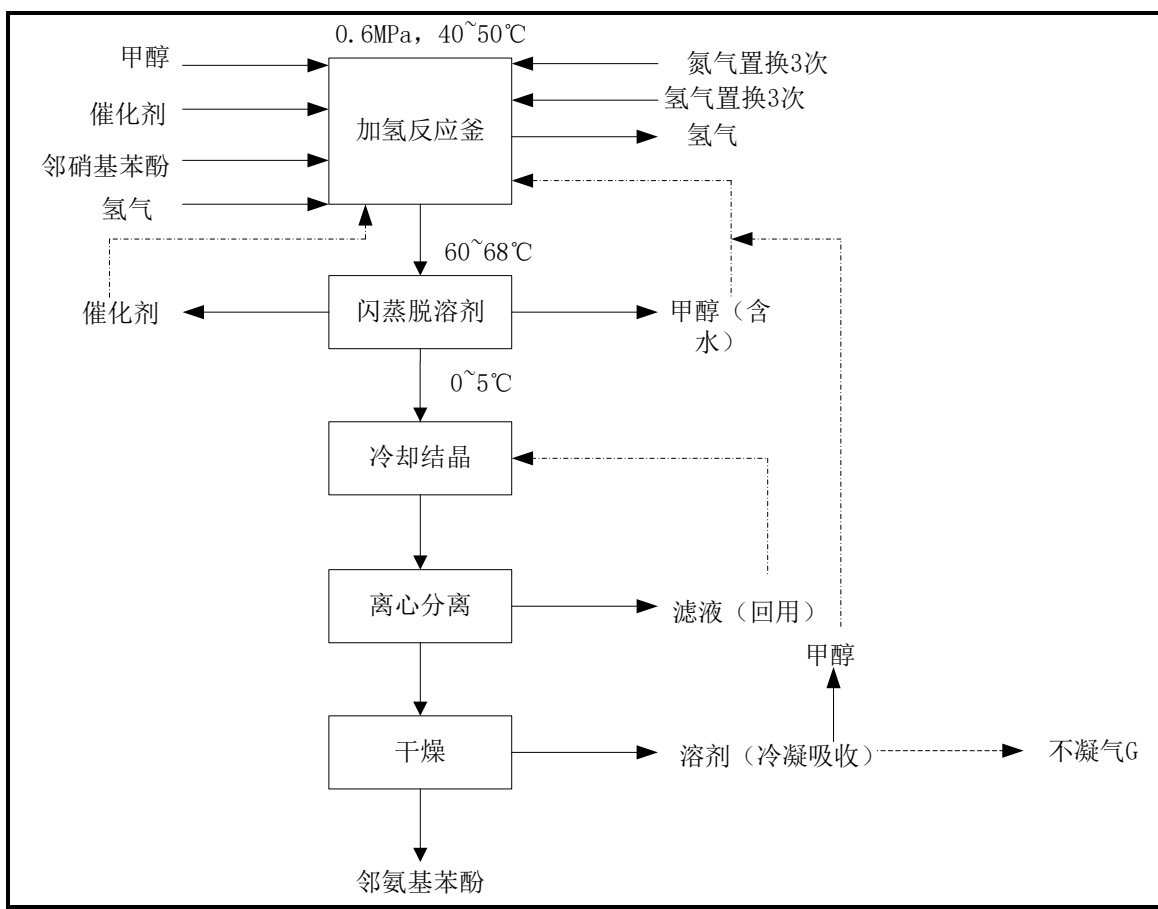 0.6MPa，40~50℃
甲醇
氮气置换3次
催化剂
氢气置换3次
加氢反应釜
氢气
邻硝基苯酚
氢气
60~68℃
催化剂
闪蒸脱溶剂
甲醇（含
水）
0~5℃
冷却结晶
离心分离
滤液（回用）
甲醇
干燥
溶剂（冷凝吸收）
不凝气G
邻氨基苯酚